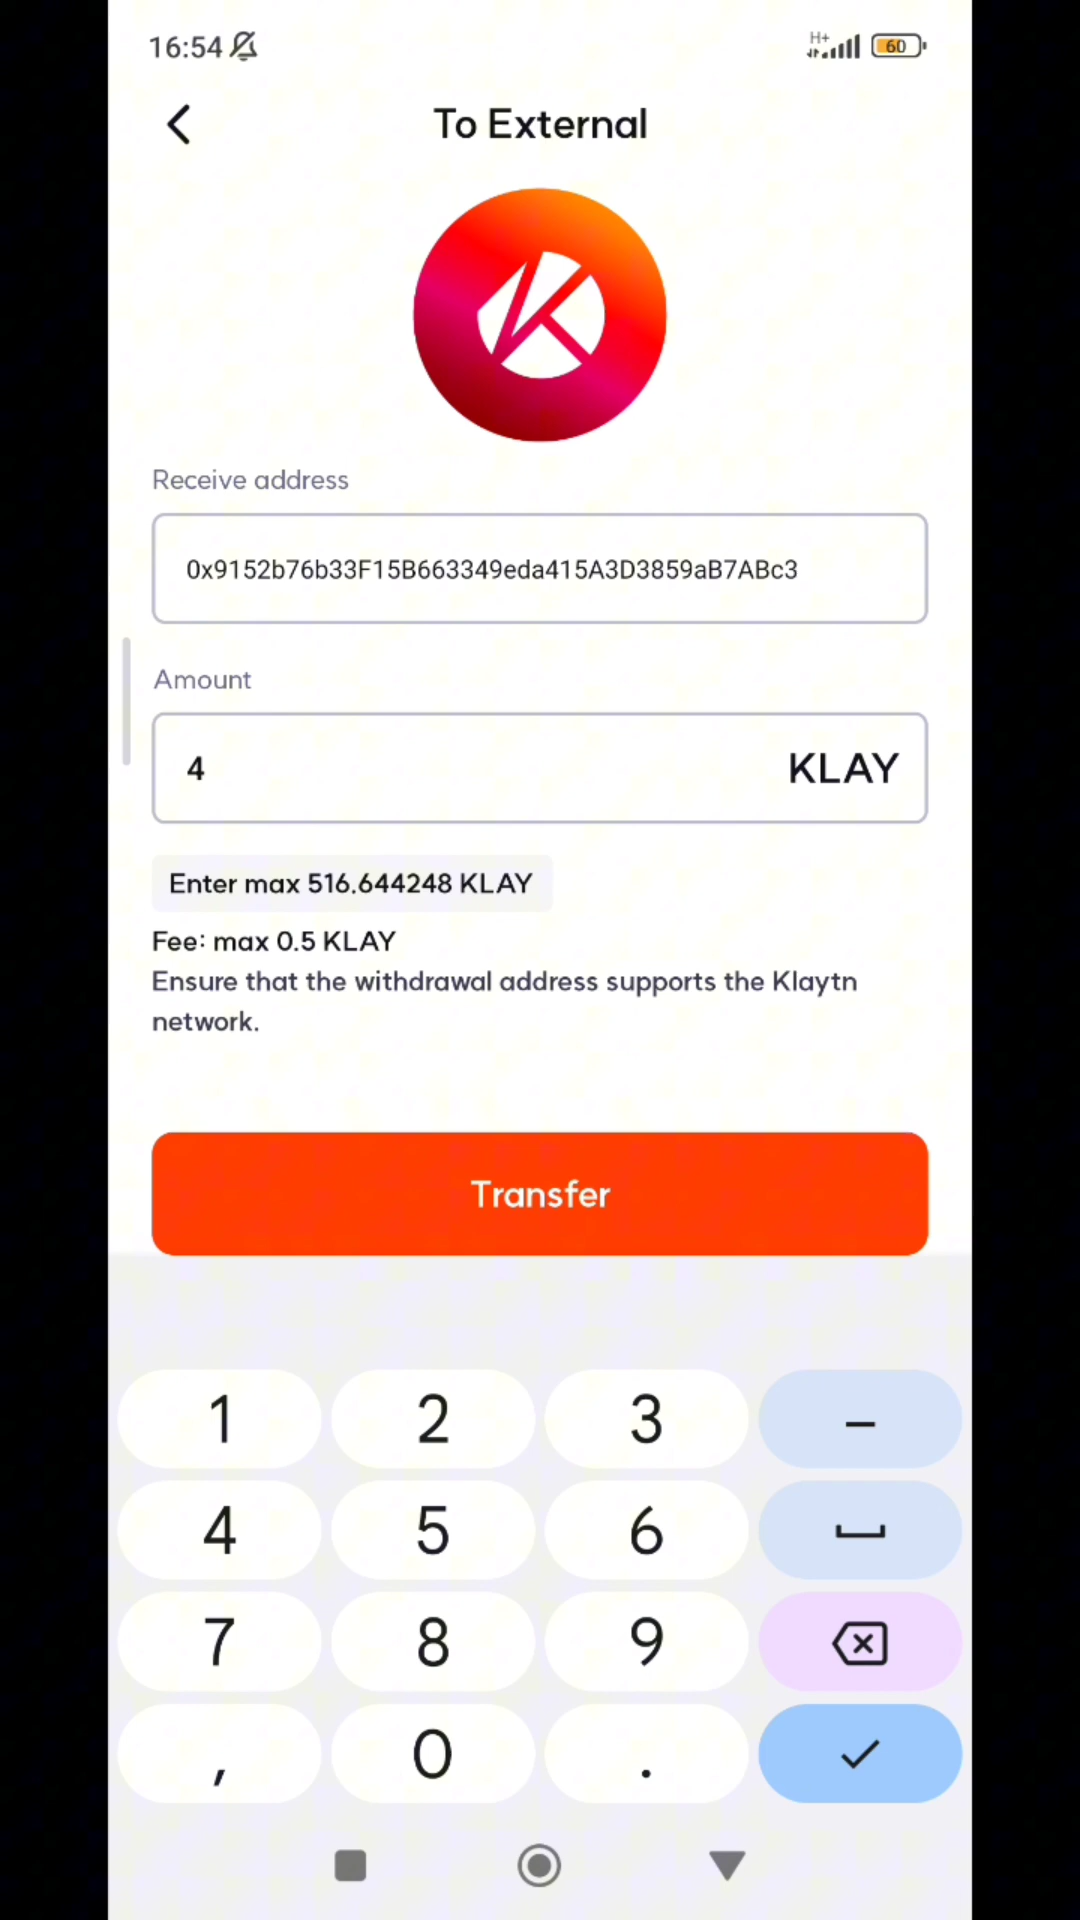 16:54
H+
60
To External
Receive address
0x9152b76b33F15B663349eda415A3D3859aB7ABc3
Amount
4 KLAY
Enter max 516.644248 KLAY
Fee: max 0.5 KLAY
Ensure that the withdrawal address supports the Klaytn
network.
Transfer
1 2 3 –
4 5 6
7 8 9
, 0 .